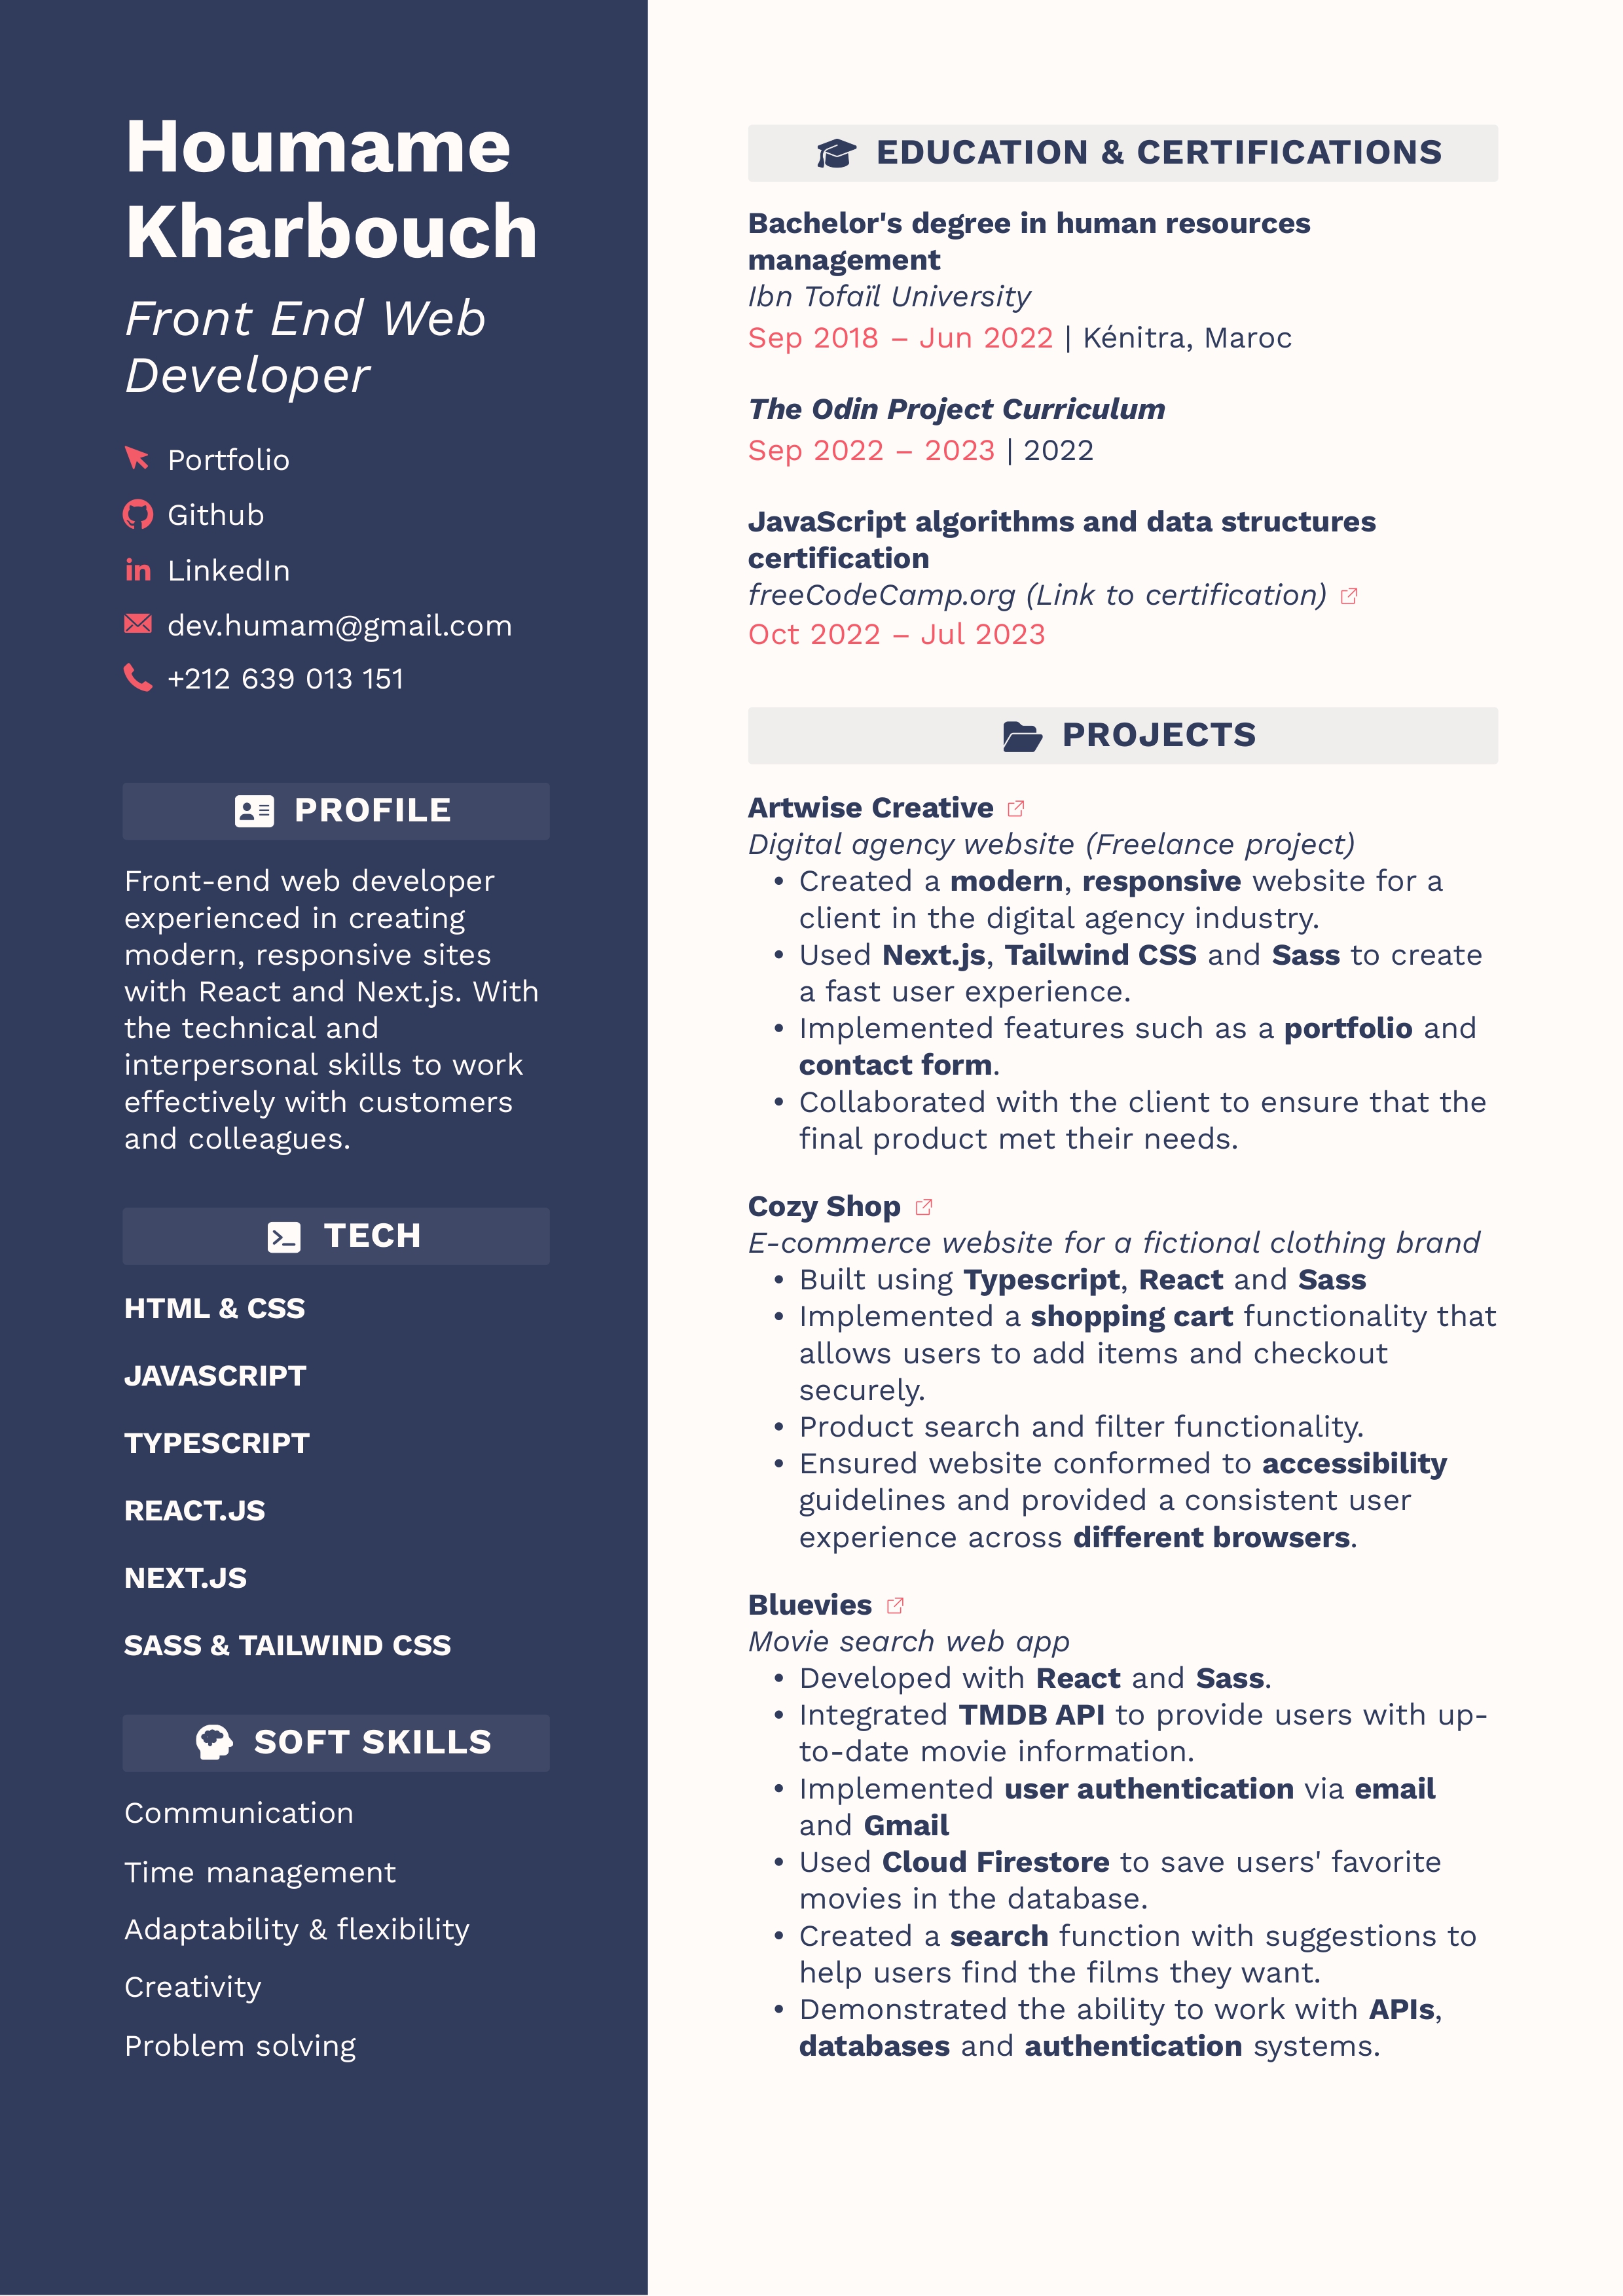 Houmame
Kharbouch
Front End Web
Developer
Portfolio
Github
LinkedIn
dev.humam@gmail.com
+212 639 013 151
PROFILE
Front-end web developer
experienced in creating
modern, responsive sites
with React and Next.js. With
the technical and
interpersonal skills to work
effectively with customers
and colleagues.
TECH
HTML & CSS
JAVASCRIPT
TYPESCRIPT
REACT.JS
NEXT.JS
SASS & TAILWIND CSS
SOFT SKILLS
Communication
Time management
Adaptability & flexibility
Creativity
Problem solving
EDUCATION & CERTIFICATIONS
Bachelor's degree in human resources
management
Ibn Tofaïl University
Sep 2018 – Jun 2022 | Kénitra, Maroc
The Odin Project Curriculum
Sep 2022 – 2023 | 2022
JavaScript algorithms and data structures
certification
freeCodeCamp.org (Link to certification)
Oct 2022 – Jul 2023
PROJECTS
Artwise Creative
Digital agency website (Freelance project)
• Created a modern, responsive website for a
client in the digital agency industry.
• Used Next.js, Tailwind CSS and Sass to create
a fast user experience.
• Implemented features such as a portfolio and
contact form.
• Collaborated with the client to ensure that the
final product met their needs.
Cozy Shop
E-commerce website for a fictional clothing brand
• Built using Typescript, React and Sass
• Implemented a shopping cart functionality that
allows users to add items and checkout
securely.
• Product search and filter functionality.
• Ensured website conformed to accessibility
guidelines and provided a consistent user
experience across different browsers.
Bluevies
Movie search web app
• Developed with React and Sass.
• Integrated TMDB API to provide users with up-
to-date movie information.
• Implemented user authentication via email
and Gmail
• Used Cloud Firestore to save users' favorite
movies in the database.
• Created a search function with suggestions to
help users find the films they want.
• Demonstrated the ability to work with APIs,
databases and authentication systems.